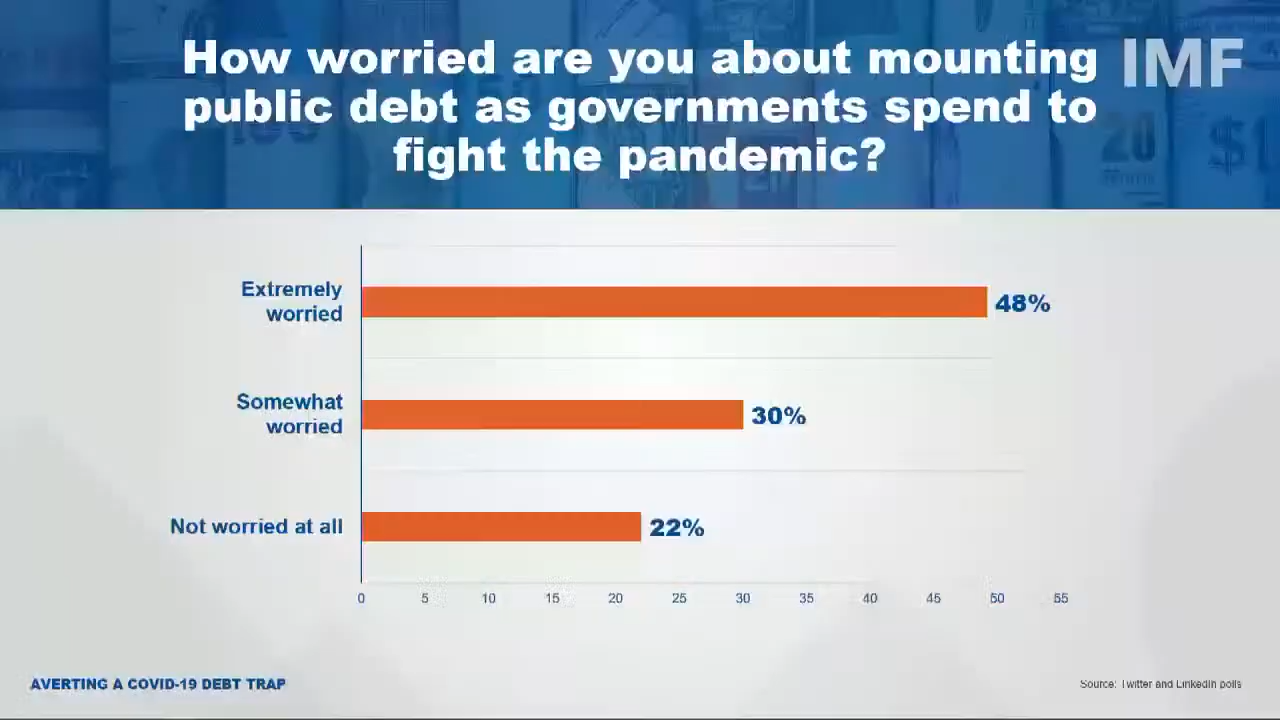 How worried are you about mounting
IMF
public debt as governments spend to
fight the pandemic?
Extremely
worried
48%
Somewhat
worried
30%
Not worried at all
22%
0 5 10 15 20 25 30 35 40 45 50 55
AVERTING A COVID-19 DEBT TRAP
Source: Twitter and LinkedIn polls